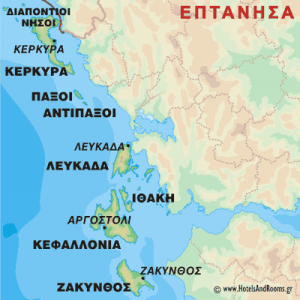 ΕΠΤΑΝΗΣΑ
ΔΙΑΠΟΝΤΙΟΙ
ΝΗΣΟΙ
ΚΕΡΚΥΡΑ
ΚΕΡΚΥΡΑ
ΠΑΞΟΙ
ΑΝΤΙΠΑΞΟΙ
ΛΕΥΚΑΔΑ
ΛΕΥΚΑΔΑ
ΙΘΑΚΗ
ΑΡΓΟΣΤΟΛΙ
ΚΕΦΑΛΛΟΝΙΑ
ΖΑΚΥΝΘΟΣ
ΖΑΚΥΝΘΟΣ
www.HotelsAndRooms.gr